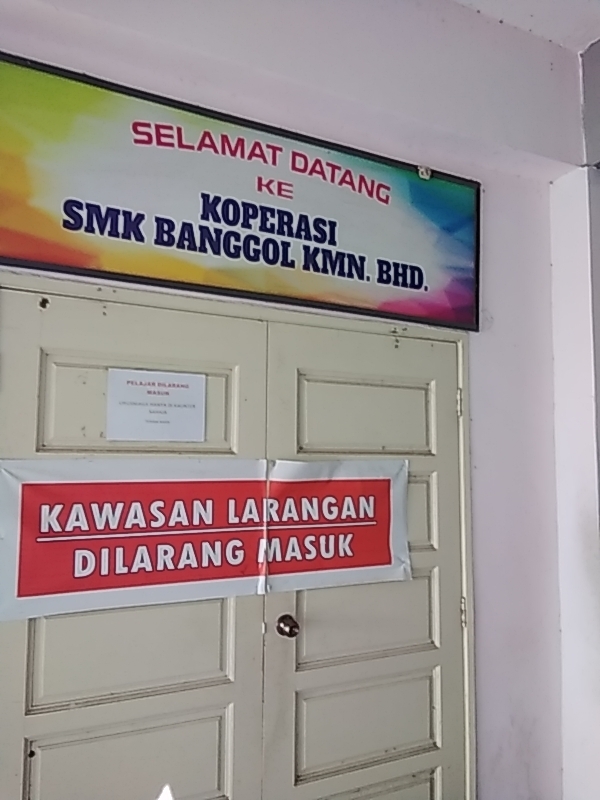 SELAMAT DATANG
KE
KOPERASI
SMK BANGGOL KMN. BHD.
PELAJAR DILARANG
MASUK
KAWASAN LARANGAN
DILARANG MASUK